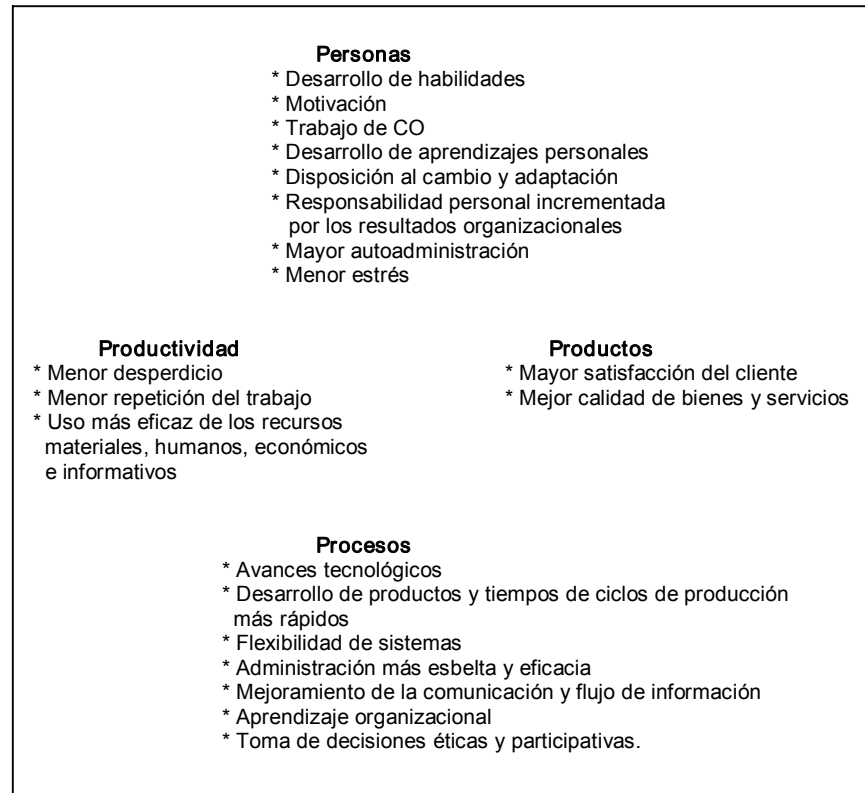 Personas
* Desarrollo de habilidades
* Motivación
* Trabajo de CO
* Desarrollo de aprendizajes personales
* Disposición al cambio y adaptación
* Responsabilidad personal incrementada
por los resultados organizacionales
* Mayor autoadministración
* Menor estrés
Productividad
* Menor desperdicio
* Menor repetición del trabajo
* Uso más eficaz de los recursos
materiales, humanos, económicos
e informativos
Productos
* Mayor satisfacción del cliente
* Mejor calidad de bienes y servicios
Procesos
* Avances tecnológicos
* Desarrollo de productos y tiempos de ciclos de producción
más rápidos
* Flexibilidad de sistemas
* Administración más esbelta y eficacia
* Mejoramiento de la comunicación y flujo de información
* Aprendizaje organizacional
* Toma de decisiones éticas y participativas.